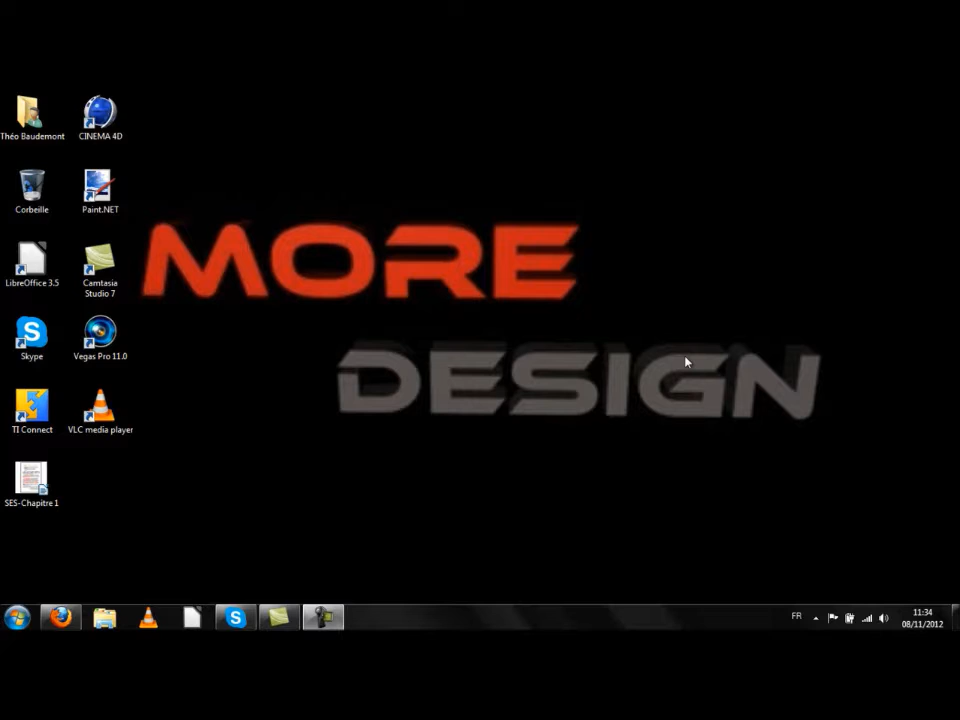 MORE
DESIGN
Théo Baudemont
CINEMA 4D
Corbeille
Paint.NET
LibreOffice 3.5
Camtasia
Studio 7
Skype
Vegas Pro 11.0
TI Connect
VLC media player
SES-Chapitre 1
FR
11:34
08/11/2012